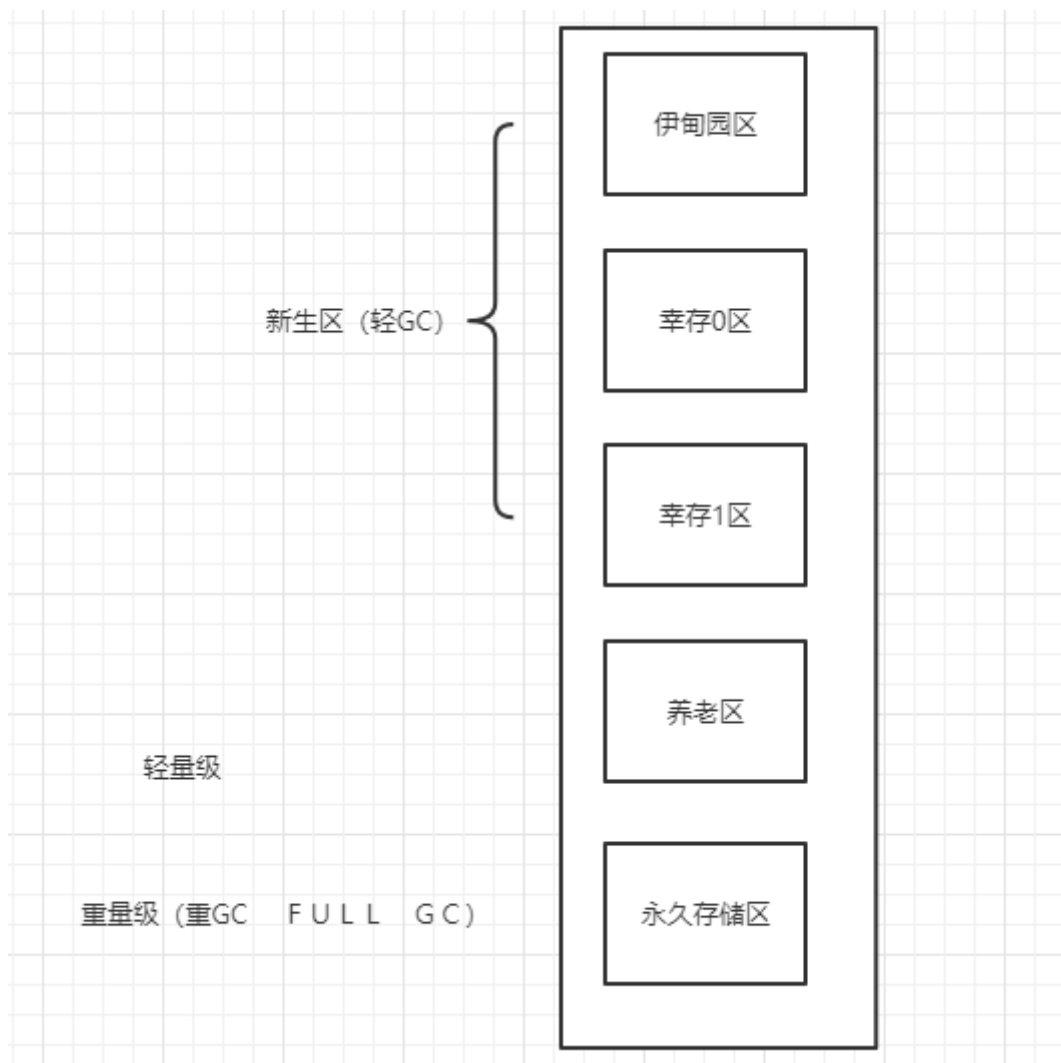 伊甸园区
新生区（轻GC）
幸存0区
幸存1区
养老区
轻量级
重量级（重GC ＦＵＬＬ ＧＣ）
永久存储区